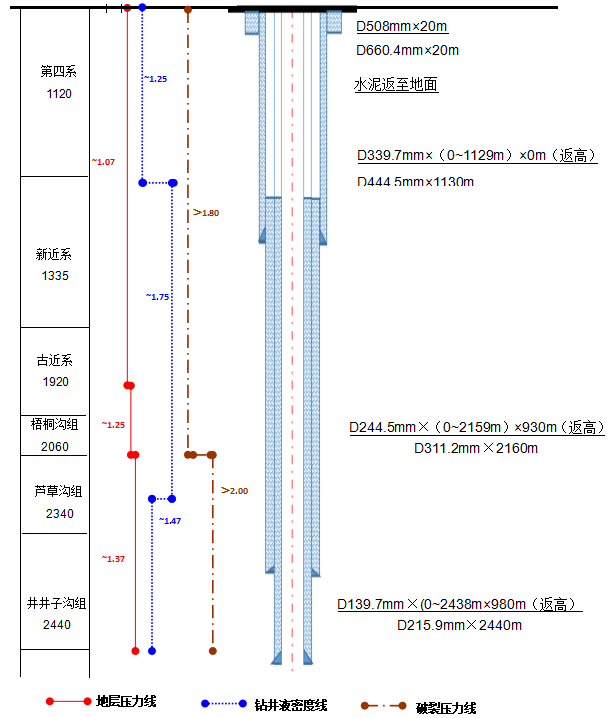 D508mm×20m
D660.4mm×20m
水泥返至地面
第四系
1120
~1.25
~1.07
D339.7mm×（0~1129m）×0m（返高）
D444.5mm×1130m
>1.80
新近系
1335
~1.75
古近系
1920
梧桐沟组
2060
~1.25
D244.5mm×（0~2159m）×930m（返高）
D311.2mm×2160m
芦草沟组
2340
>2.00
~1.47
~1.37
井井子沟组
2440
D139.7mm×(0~2438m×980m（返高）
D215.9mm×2440m
地层压力线
钻井液密度线
破裂压力线